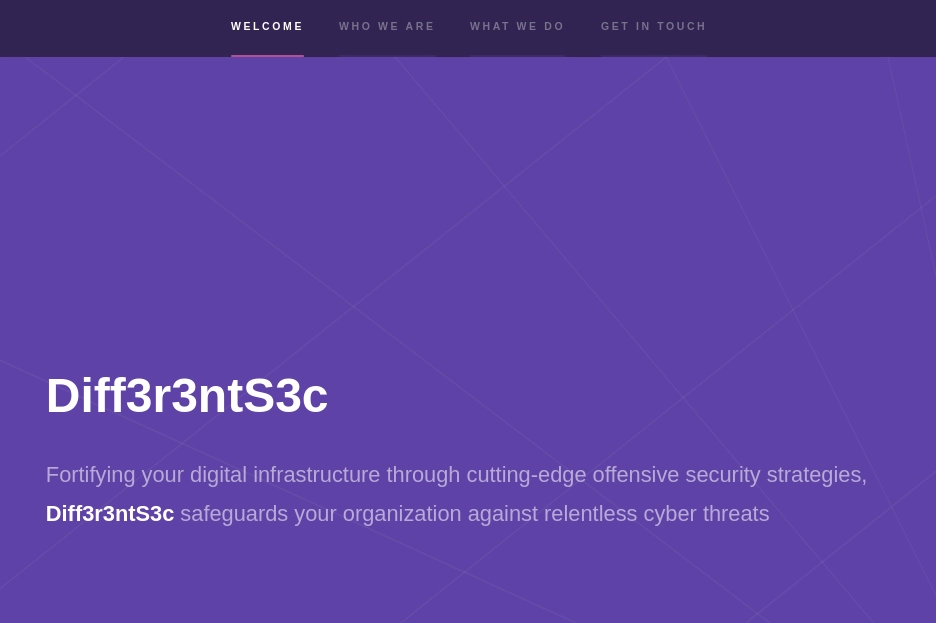 WELCOME WHO WE ARE WHAT WE DO GET IN TOUCH
Diff3r3ntS3c
Fortifying your digital infrastructure through cutting-edge offensive security strategies,
Diff3r3ntS3c safeguards your organization against relentless cyber threats